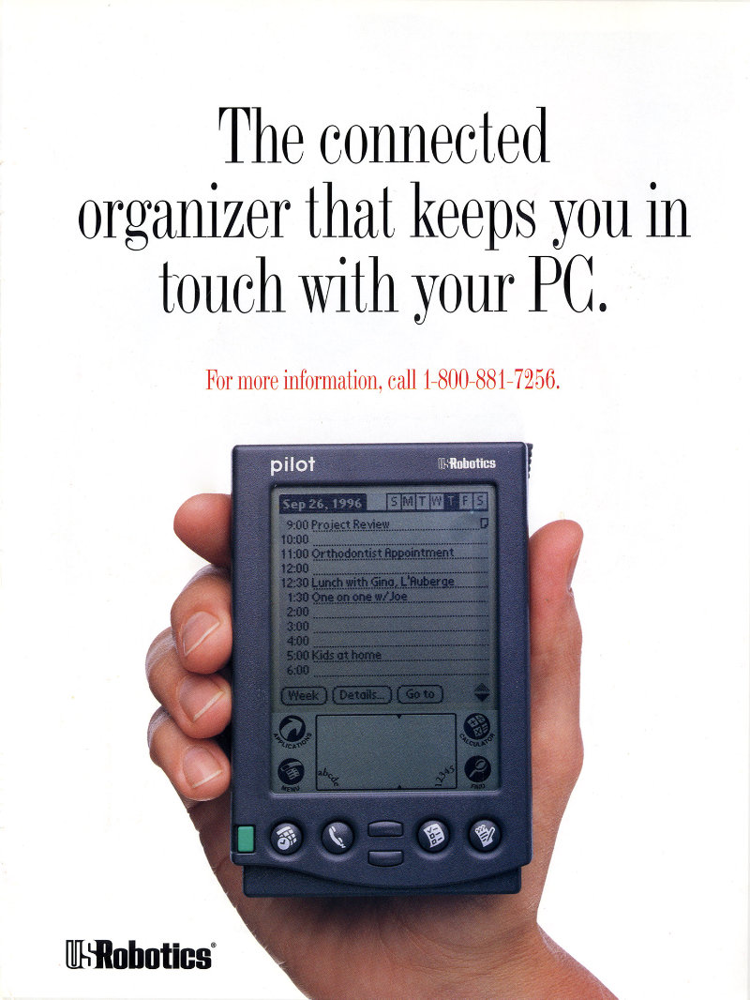 The connected
organizer that keeps you in
touch with your PC.
For more information, call 1-800-881-7256.
pilot
USRobotics
Sep 26, 1996
S M T W T F S
9:00 Project Review
10:00
11:00 Orthodontist Appointment
12:00
12:30 Lunch with Gina, L'Auberge
1:30 One on one w/Joe
2:00
3:00
4:00
5:00 Kids at home
6:00
Week Details... Go to
APPLICATIONS
CALCULATOR
MENU
abcde
12345
FIND
USRobotics®